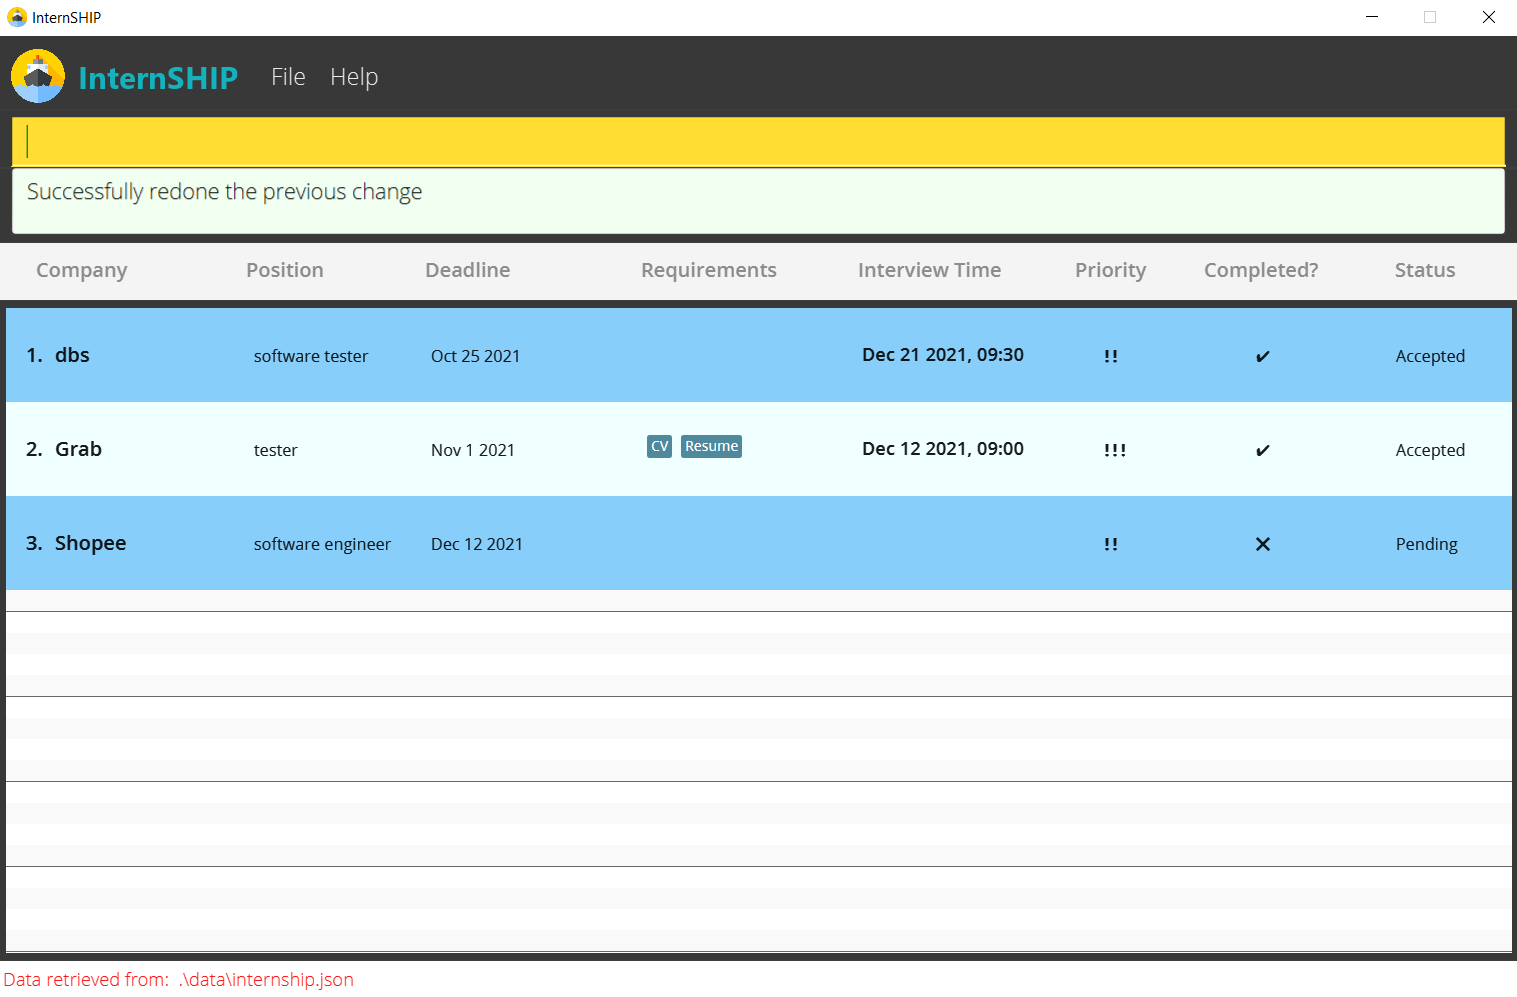 InternSHIP
InternSHIP File Help
Successfully redone the previous change
Company Position Deadline Requirements Interview Time Priority Completed? Status
1. dbs software tester Oct 25 2021 Dec 21 2021, 09:30 !! ✔ Accepted
2. Grab tester Nov 1 2021 CV Resume Dec 12 2021, 09:00 !!! ✔ Accepted
3. Shopee software engineer Dec 12 2021 !! ✕ Pending
Data retrieved from: .\data\internship.json